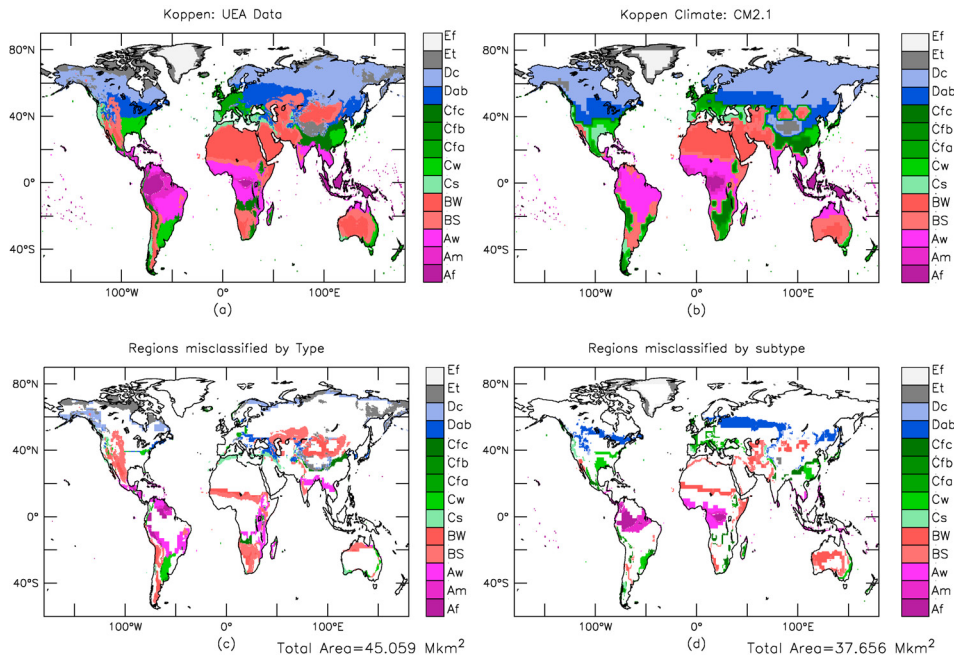 Koppen: UEA Data
80°N
40°N
0°
40°S
100°W
0°
100°E
(a)
Ef
Et
Dc
Dab
Cfc
Cfb
Cfa
Cw
Cs
BW
BS
Aw
Am
Af
Koppen Climate: CM2.1
80°N
40°N
0°
40°S
100°W
0°
100°E
(b)
Ef
Et
Dc
Dab
Cfc
Cfb
Cfa
Cw
Cs
BW
BS
Aw
Am
Af
Regions misclassified by Type
80°N
40°N
0°
40°S
100°W
0°
100°E
(c)
Total Area=45.059 Mkm²
Ef
Et
Dc
Dab
Cfc
Cfb
Cfa
Cw
Cs
BW
BS
Aw
Am
Af
Regions misclassified by subtype
80°N
40°N
0°
40°S
100°W
0°
100°E
(d)
Total Area=37.656 Mkm²
Ef
Et
Dc
Dab
Cfc
Cfb
Cfa
Cw
Cs
BW
BS
Aw
Am
Af